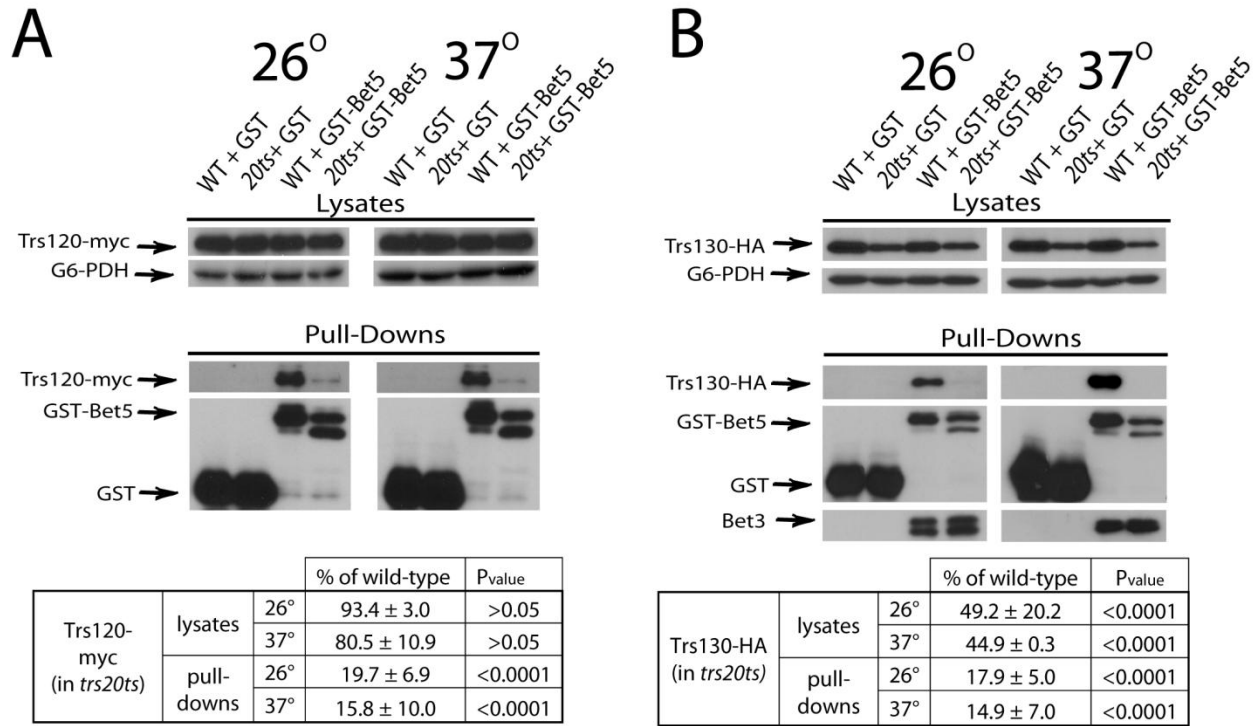 A
26°
37°
WT + GST
20ts+ GST
WT + GST-Bet5
20ts+ GST-Bet5
WT + GST
20ts+ GST
WT + GST-Bet5
20ts+ GST-Bet5
Lysates
Trs120-myc
G6-PDH
Pull-Downs
Trs120-myc
GST-Bet5
GST
% of wild-type Pvalue
Trs120-myc (in trs20ts)
lysates 26° 93.4 ± 3.0 >0.05
37° 80.5 ± 10.9 >0.05
pull-downs 26° 19.7 ± 6.9 <0.0001
37° 15.8 ± 10.0 <0.0001
B
26°
37°
WT + GST
20ts+ GST
WT + GST-Bet5
20ts+ GST-Bet5
WT + GST
20ts+ GST
WT + GST-Bet5
20ts+ GST-Bet5
Lysates
Trs130-HA
G6-PDH
Pull-Downs
Trs130-HA
GST-Bet5
GST
Bet3
% of wild-type Pvalue
Trs130-HA (in trs20ts)
lysates 26° 49.2 ± 20.2 <0.0001
37° 44.9 ± 0.3 <0.0001
pull-downs 26° 17.9 ± 5.0 <0.0001
37° 14.9 ± 7.0 <0.0001